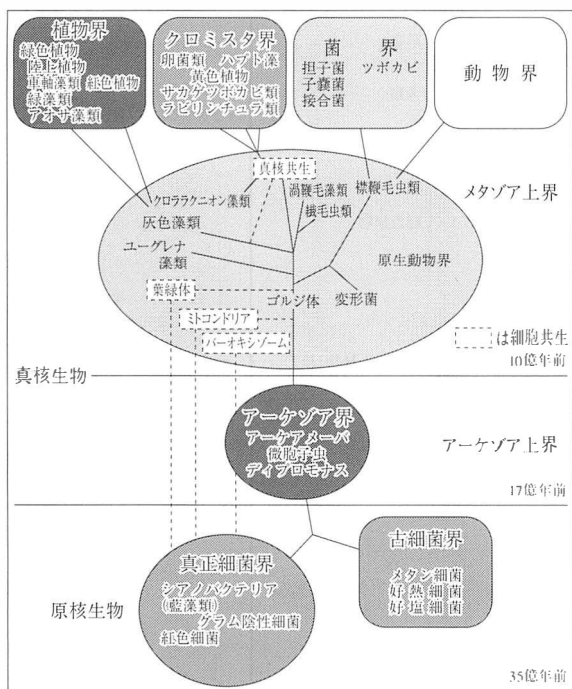 植物界
緑色植物
陸上植物
車軸藻類 紅色植物
緑藻類
アオサ藻類
クロミスタ界
卵菌類 ハプト藻
黄色植物
サカゲツボカビ類
ラビリンチュラ類
菌界
担子菌 ツボカビ
子嚢菌
接合菌
動物界
真核共生
クロララクニオン藻類
渦鞭毛藻類
繊毛虫類
襟鞭毛虫類
メタゾア上界
灰色藻類
ユーグレナ
藻類
原生動物界
葉緑体
ゴルジ体
変形菌
ミトコンドリア
パーオキシゾーム
は細胞共生
10億年前
真核生物
アーケゾア界
アーケアメーバ
微胞子虫
ディプロモナス
アーケゾア上界
17億年前
真正細菌界
シアノバクテリア
(藍藻類)
グラム陰性細菌
紅色細菌
古細菌界
メタン細菌
好熱細菌
好塩細菌
原核生物
35億年前